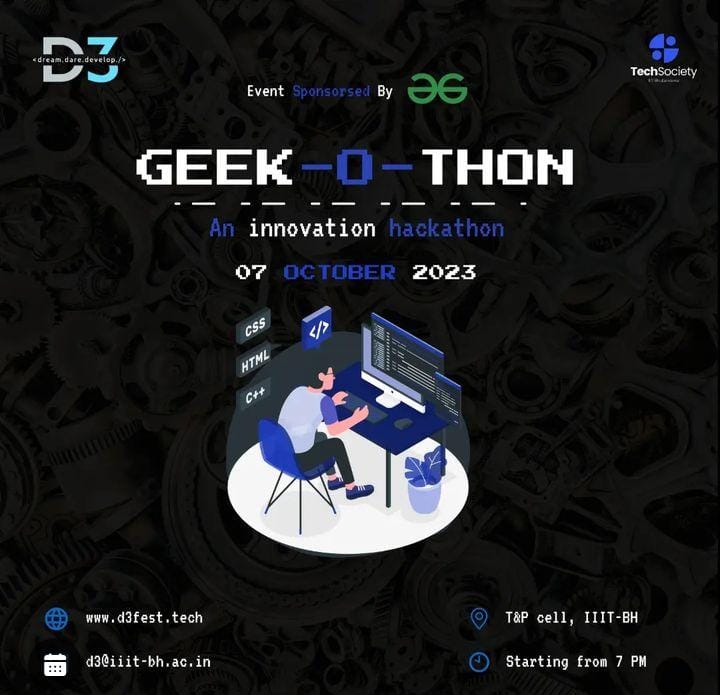 D3
<dream.dare.develop./>
TechSociety
Event Sponsorsed By
GEEK-O-THON
An innovation hackathon
07 OCTOBER 2023
CSS
</>
HTML
C++
www.d3fest.tech
T&P cell, IIIT-BH
d3@iiit-bh.ac.in
Starting from 7 PM